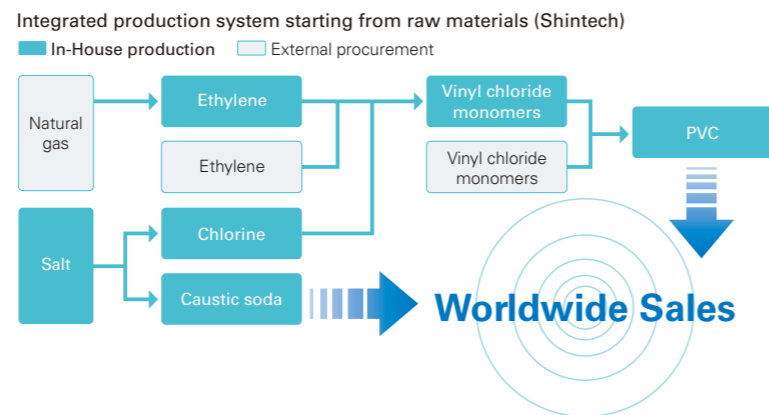 Integrated production system starting from raw materials (Shintech)
In-House production
External procurement
Natural
gas
Ethylene
Ethylene
Vinyl chloride
monomers
Vinyl chloride
monomers
PVC
Salt
Chlorine
Caustic soda
Worldwide Sales